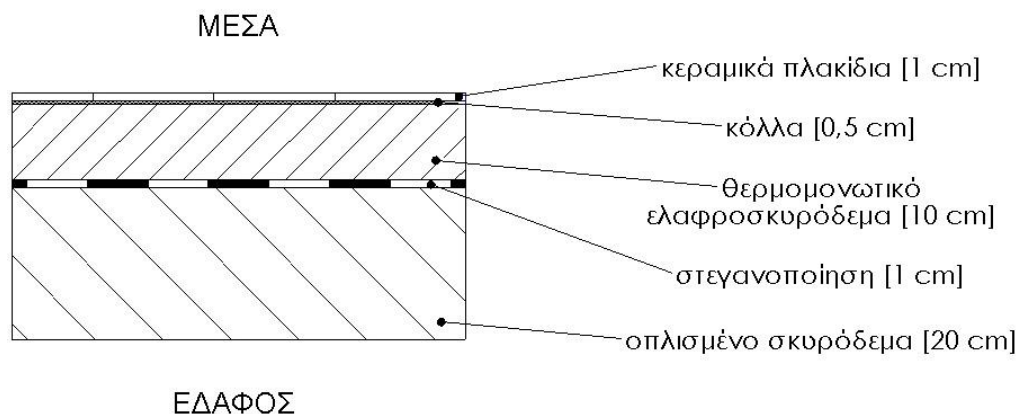 ΜΕΣΑ
κεραμικά πλακίδια [1 cm]
κόλλα [0,5 cm]
θερμομονωτικό
ελαφροσκυρόδεμα [10 cm]
στεγανοποίηση [1 cm]
οπλισμένο σκυρόδεμα [20 cm]
ΕΔΑΦΟΣ